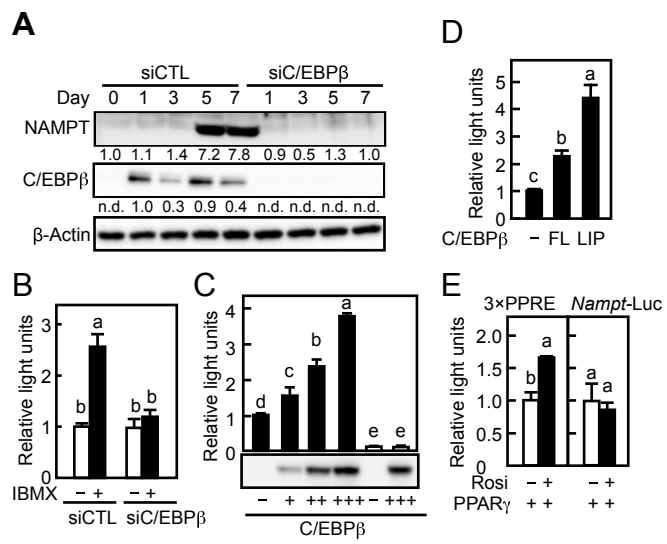 A
siCTL siC/EBPβ
Day 0 1 3 5 7 1 3 5 7
NAMPT
1.0 1.1 1.4 7.2 7.8 0.9 0.5 1.3 1.0
C/EBPβ
n.d. 1.0 0.3 0.9 0.4 n.d. n.d. n.d. n.d.
β-Actin
D
Relative light units
5
4
3
2
1
0
c b a
C/EBPβ – FL LIP
B
Relative light units
3
2
1
0
b a b b
IBMX – + – +
siCTL siC/EBPβ
C
Relative light units
4
3
2
1
0
d c b a e e
– + ++ +++ – +++
C/EBPβ
E
3×PPRE Nampt-Luc
Relative light units
2.0
1.5
1.0
0.5
0
b a a a
Rosi – + – +
PPARγ + + + +